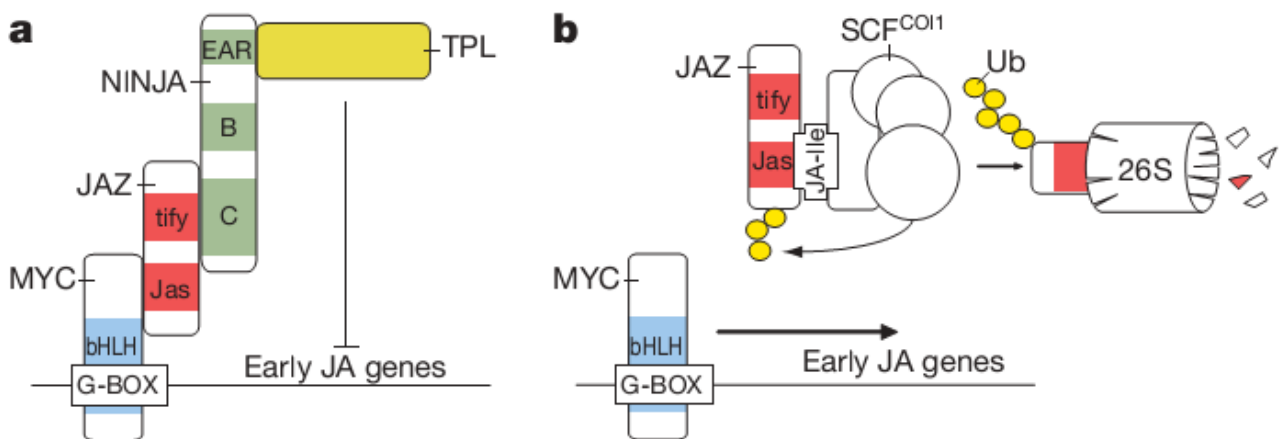 a
EAR
TPL
NINJA
B
JAZ
tify
C
MYC
Jas
bHLH
Early JA genes
G-BOX
b
SCF^COI1
JAZ
Ub
tify
Jas
JA-Ile
26S
MYC
bHLH
Early JA genes
G-BOX